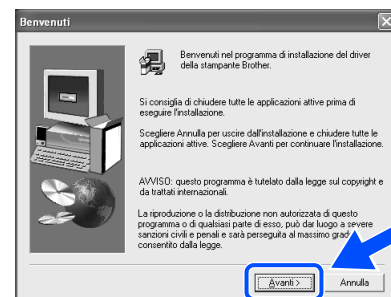 Benvenuti
Benvenuti nel programma di installazione del driver
della stampante Brother.
Si consiglia di chiudere tutte le applicazioni attive prima di
eseguire l'installazione.
Scegliere Annulla per uscire dall'installazione e chiudere tutte le
applicazioni attive. Scegliere Avanti per continuare l'installazione.
AVVISO: questo programma è tutelato dalla legge sul copyright e
da trattati internazionali.
La riproduzione o la distribuzione non autorizzata di questo
programma o di qualsiasi parte di esso, può dar luogo a severe
sanzioni civili e penali e sarà perseguita al massimo grado
consentito dalla legge.
Avanti > Annulla